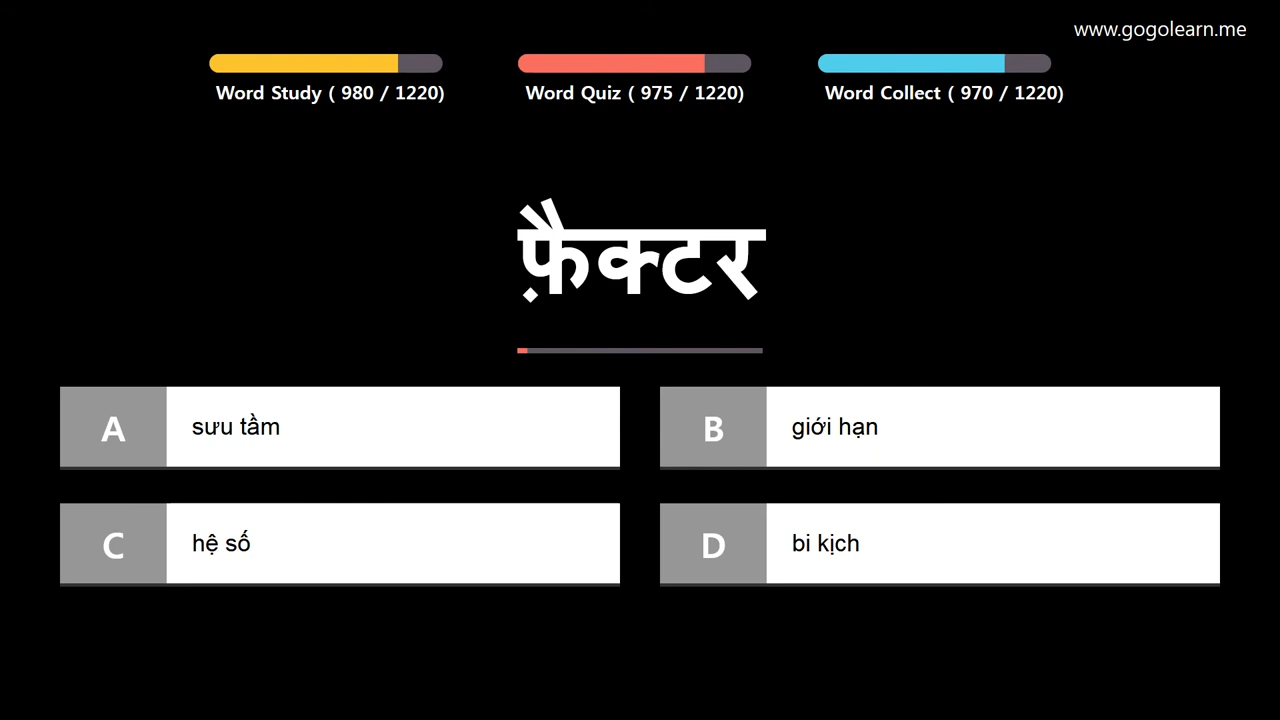 www.gogolearn.me
Word Study ( 980 / 1220)
Word Quiz ( 975 / 1220)
Word Collect ( 970 / 1220)
फ़ैक्टर
A
sưu tầm
B
giới hạn
C
hệ số
D
bi kịch